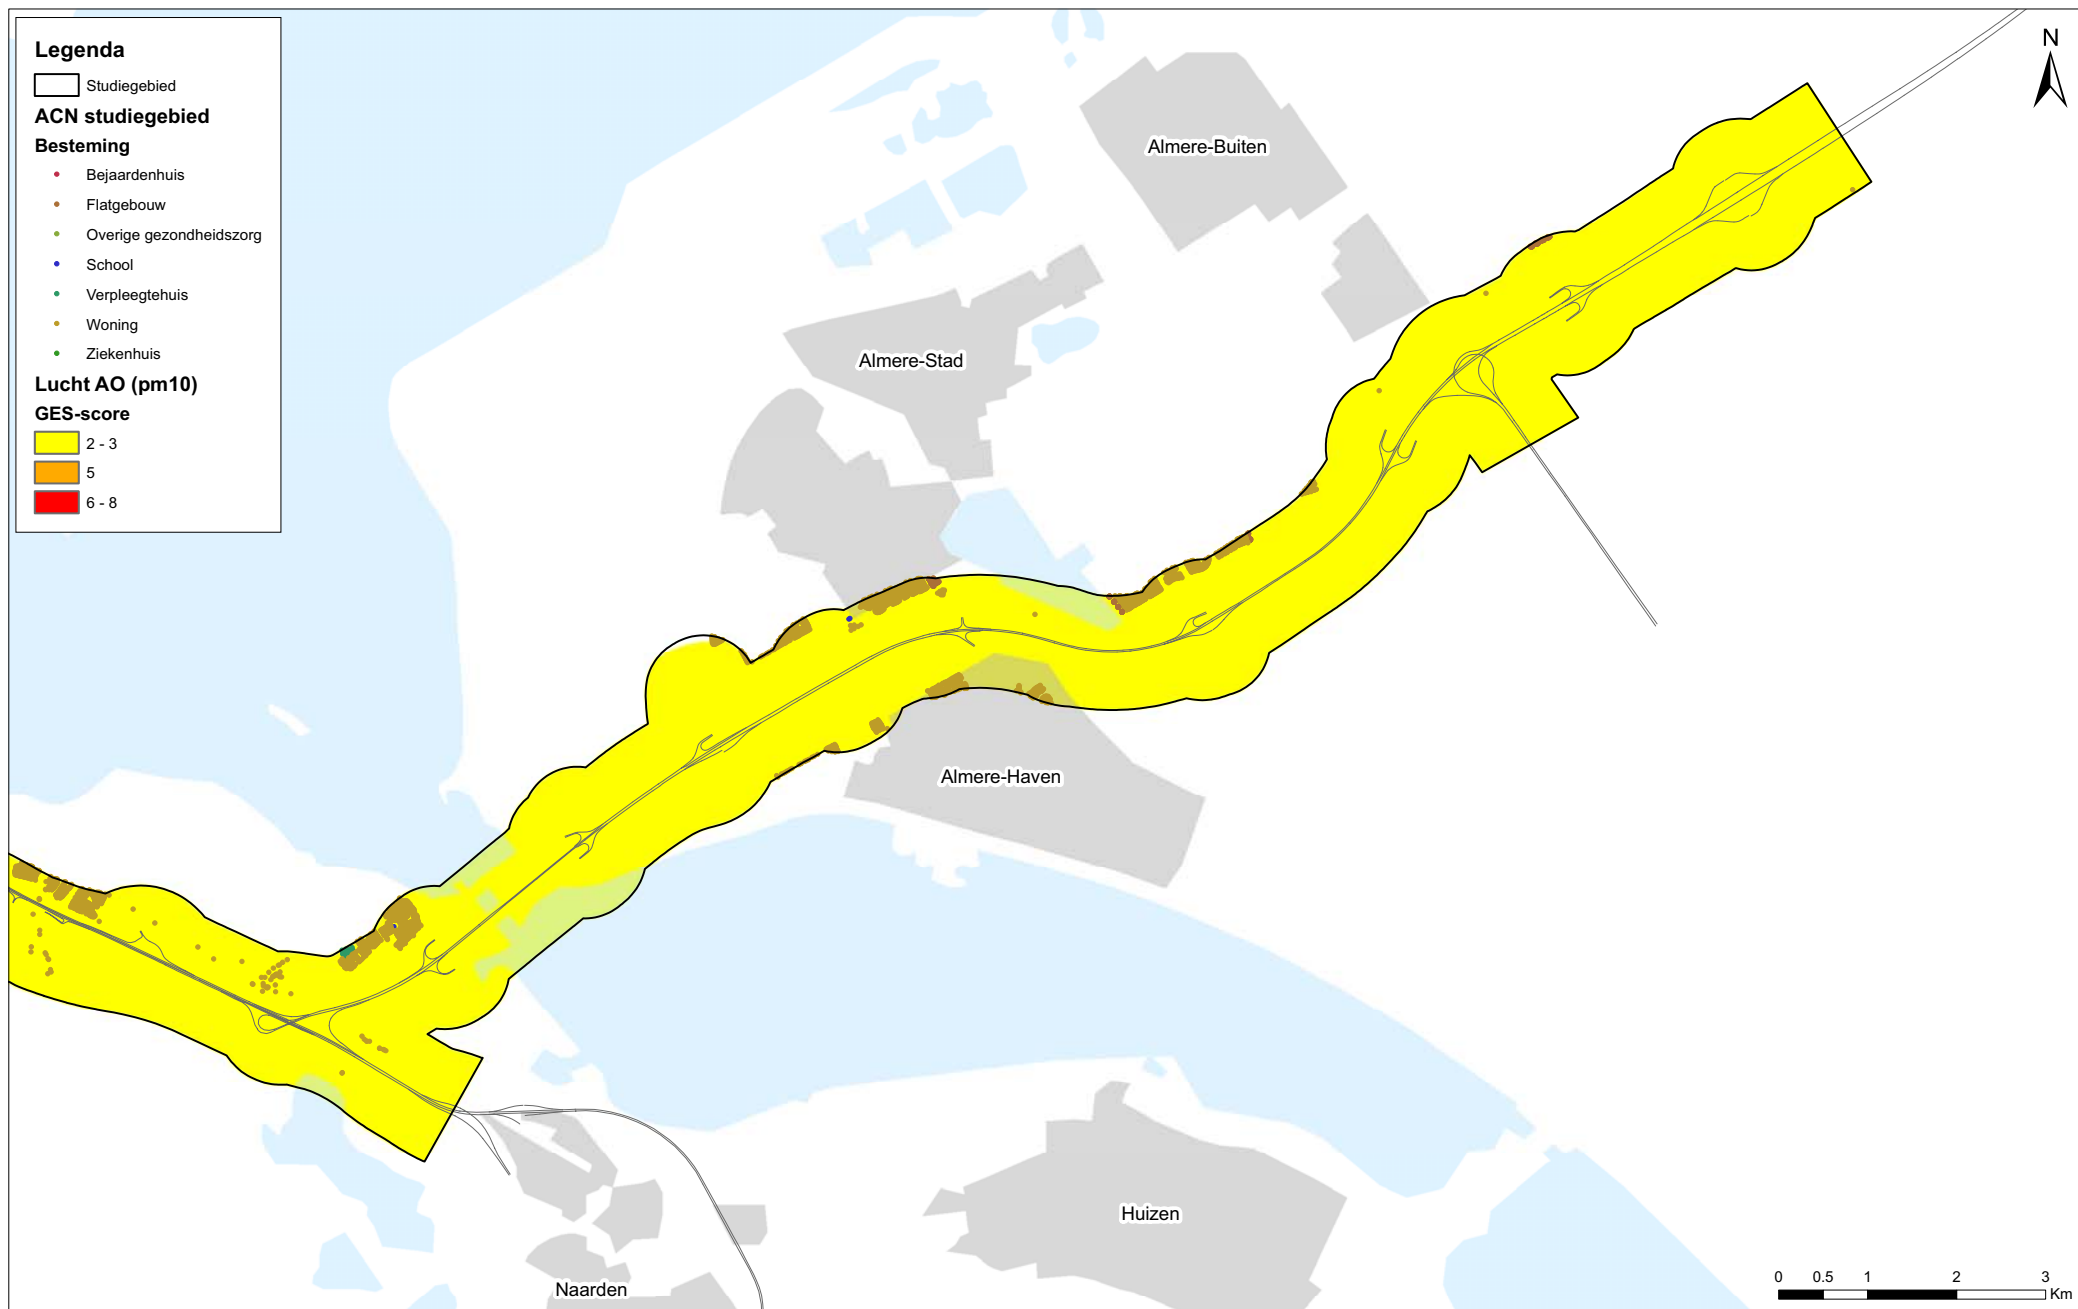 Legenda
Studiegebied
ACN studiegebied
Besteming
Bejaardenhuis
Flatgebouw
Overige gezondheidszorg
School
Verpleegtehuis
Woning
Ziekenhuis
Lucht AO (pm10)
GES-score
2 - 3
5
6 - 8
N
Almere-Buiten
Almere-Stad
Almere-Haven
Huizen
Naarden
0 0.5 1 2 3
Km